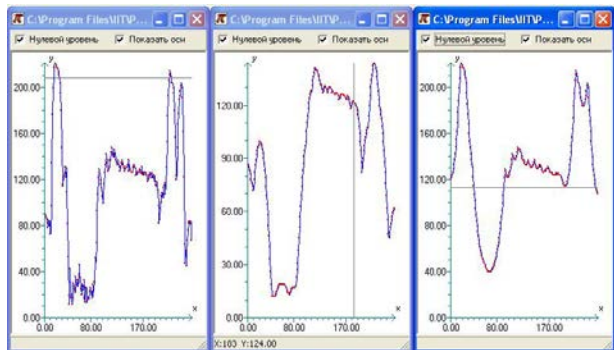 C:\Program Files\IIT\P...
Нулевой уровень Показать оси
y
200.00
160.00
120.00
80.00
40.00
0.00
0.00 80.00 170.00
x
C:\Program Files\IIT\P...
Нулевой уровень Показать оси
y
120.00
90.00
60.00
30.00
0.00
0.00 80.00 170.00
x
X:183 Y:124.00
C:\Program Files\IIT\P...
Нулевой уровень Показать оси
y
200.00
160.00
120.00
80.00
40.00
0.00
0.00 80.00 170.00
x